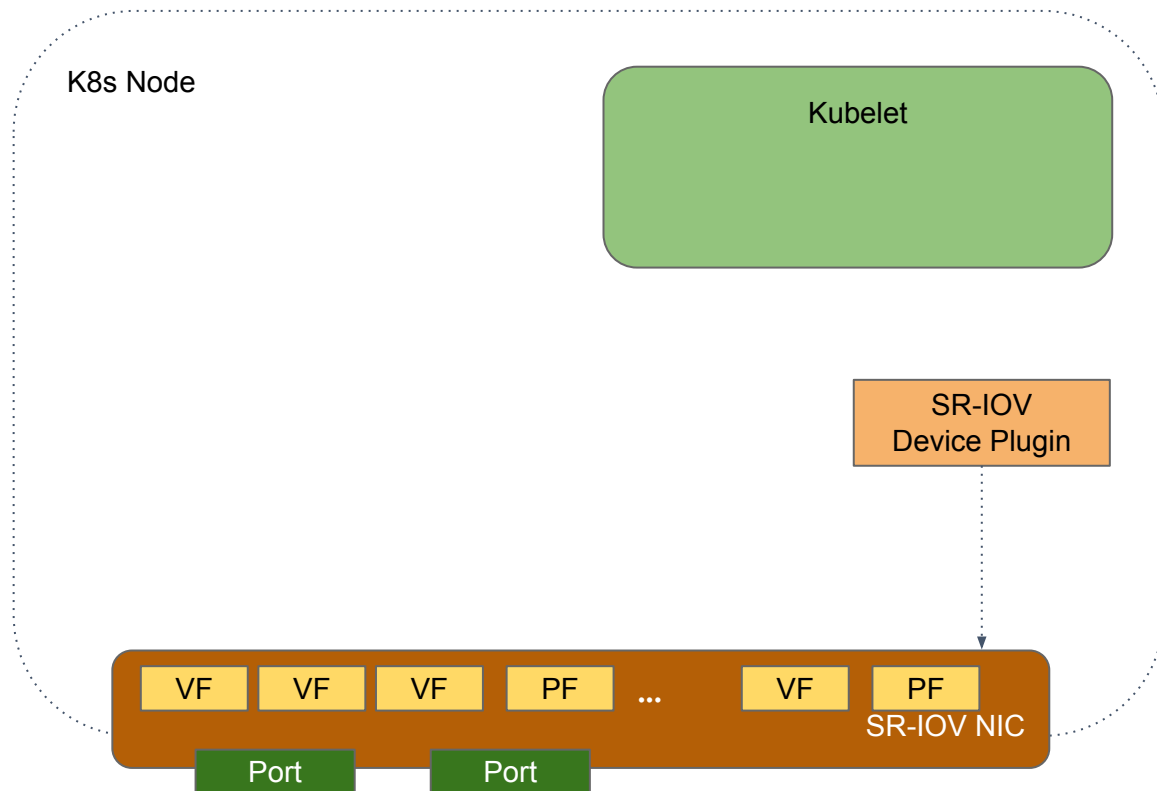 K8s Node
Kubelet
SR-IOV
Device Plugin
VF
VF
VF
PF
...
VF
PF
SR-IOV NIC
Port
Port